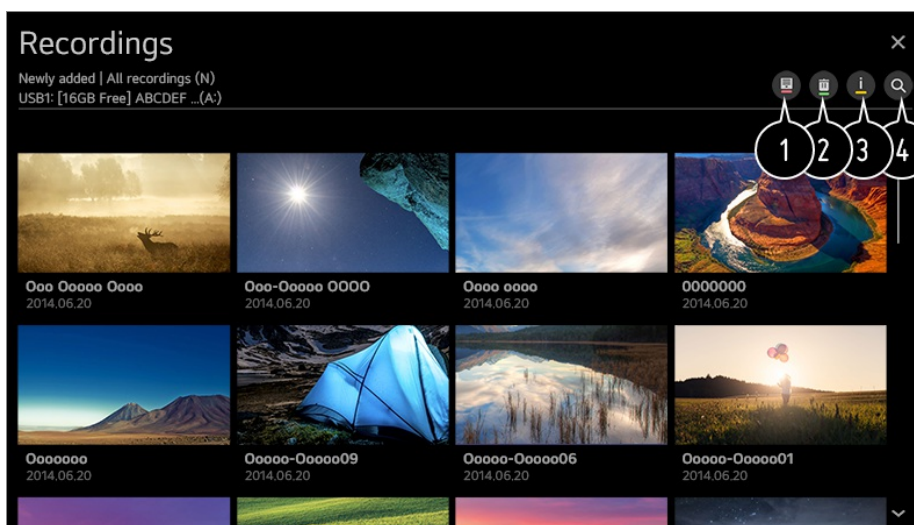 Recordings
Newly added | All recordings (N)
USB1: [16GB Free] ABCDEF ...(A:)
1 2 3 4
Ooo Ooooo Oooo
2014.06.20
Ooo-Ooooo OOOO
2014.06.20
Oooo oooo
2014.06.20
OOOOOOO
2014.06.20
Ooooooo
2014.06.20
Ooooo-Ooooo09
2014.06.20
Ooooo-Ooooo06
2014.06.20
Ooooo-Ooooo01
2014.06.20